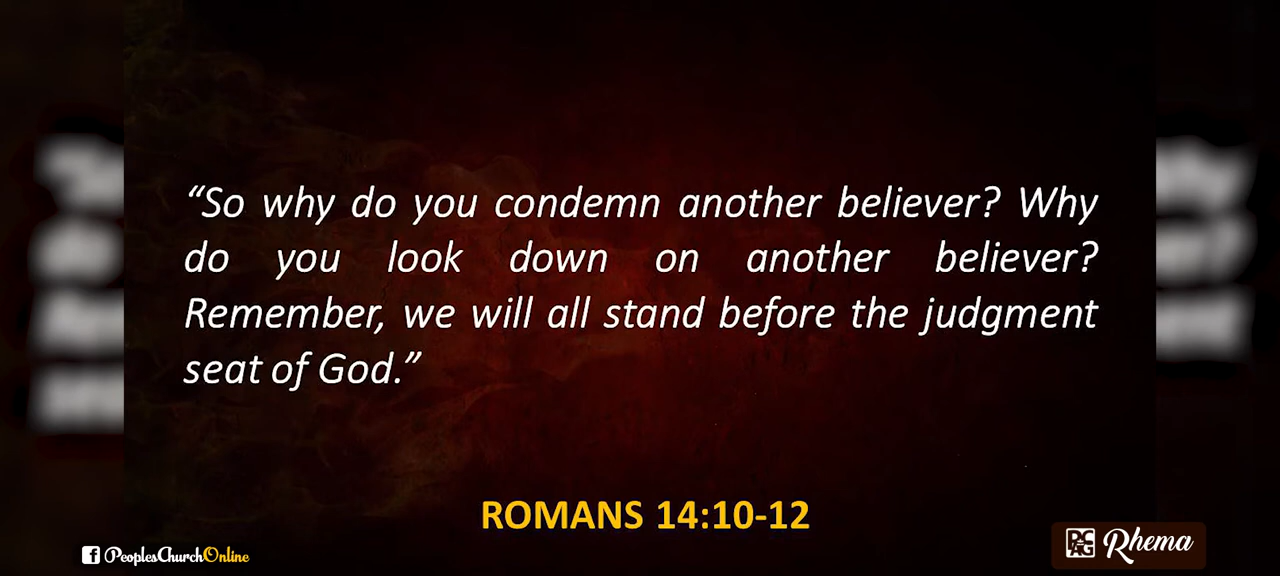 “So why do you condemn another believer? Why
do you look down on another believer?
Remember, we will all stand before the judgment
seat of God.”
ROMANS 14:10-12
f PeoplesChurchOnline
PCAG Rhema